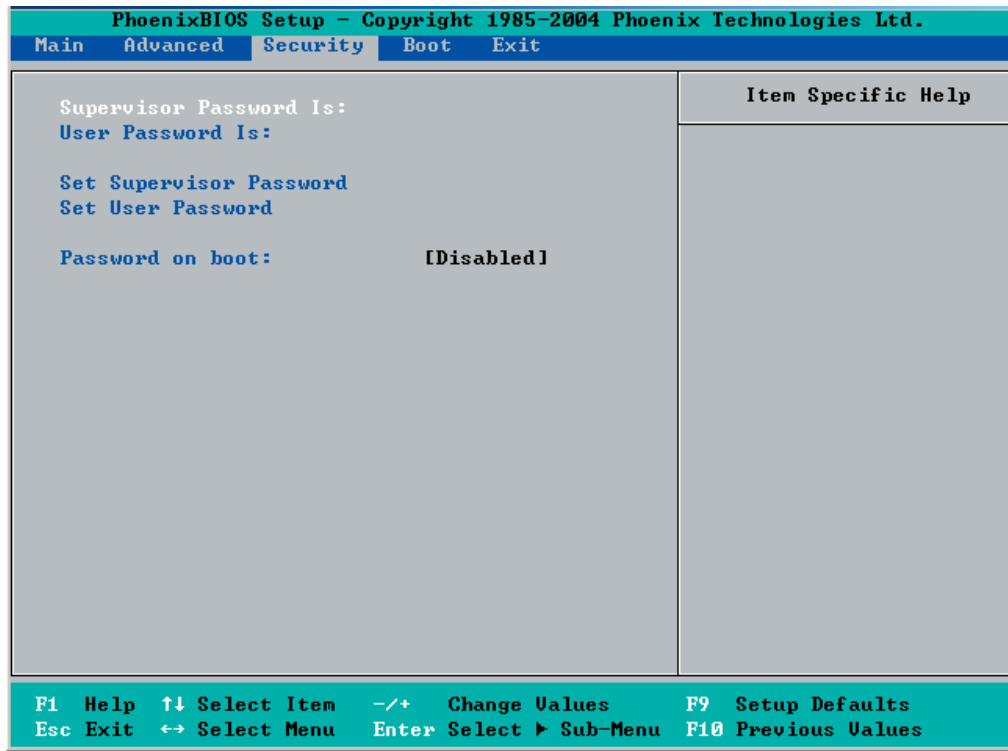 PhoenixBIOS Setup - Copyright 1985-2004 Phoenix Technologies Ltd.
Main Advanced Security Boot Exit
Supervisor Password Is:
User Password Is:
Set Supervisor Password
Set User Password
Password on boot: [Disabled]
Item Specific Help
F1 Help ↑↓ Select Item -/+ Change Values F9 Setup Defaults
Esc Exit ↔ Select Menu Enter Select ▶ Sub-Menu F10 Previous Values